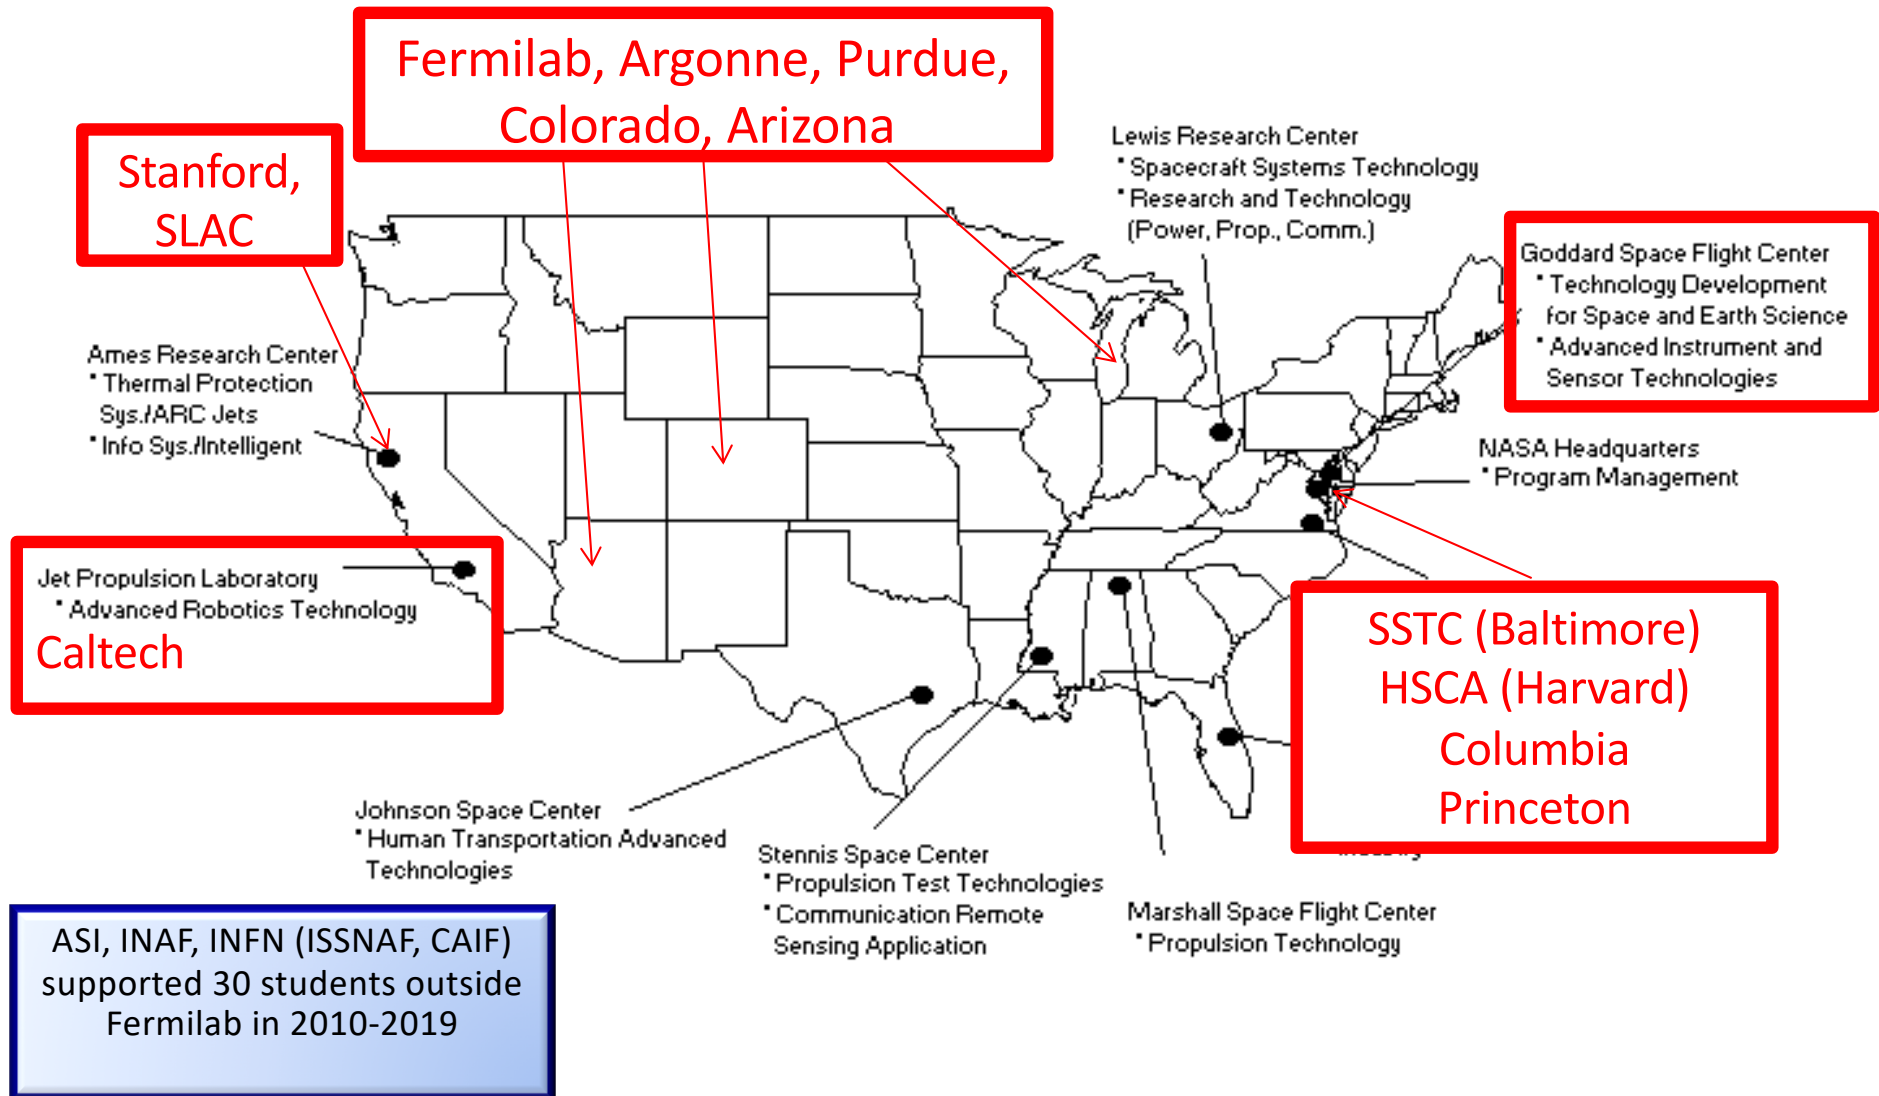 Fermilab, Argonne, Purdue,
Colorado, Arizona
Stanford,
SLAC
Lewis Research Center
• Spacecraft Systems Technology
• Research and Technology
(Power, Prop., Comm.)
Goddard Space Flight Center
• Technology Development
for Space and Earth Science
• Advanced Instrument and
Sensor Technologies
Ames Research Center
• Thermal Protection
Sys./ARC Jets
• Info Sys./Intelligent
NASA Headquarters
• Program Management
Jet Propulsion Laboratory
• Advanced Robotics Technology
Caltech
SSTC (Baltimore)
HSCA (Harvard)
Columbia
Princeton
Johnson Space Center
• Human Transportation Advanced
Technologies
Stennis Space Center
• Propulsion Test Technologies
• Communication Remote
Sensing Application
Marshall Space Flight Center
• Propulsion Technology
ASI, INAF, INFN (ISSNAF, CAIF)
supported 30 students outside
Fermilab in 2010-2019